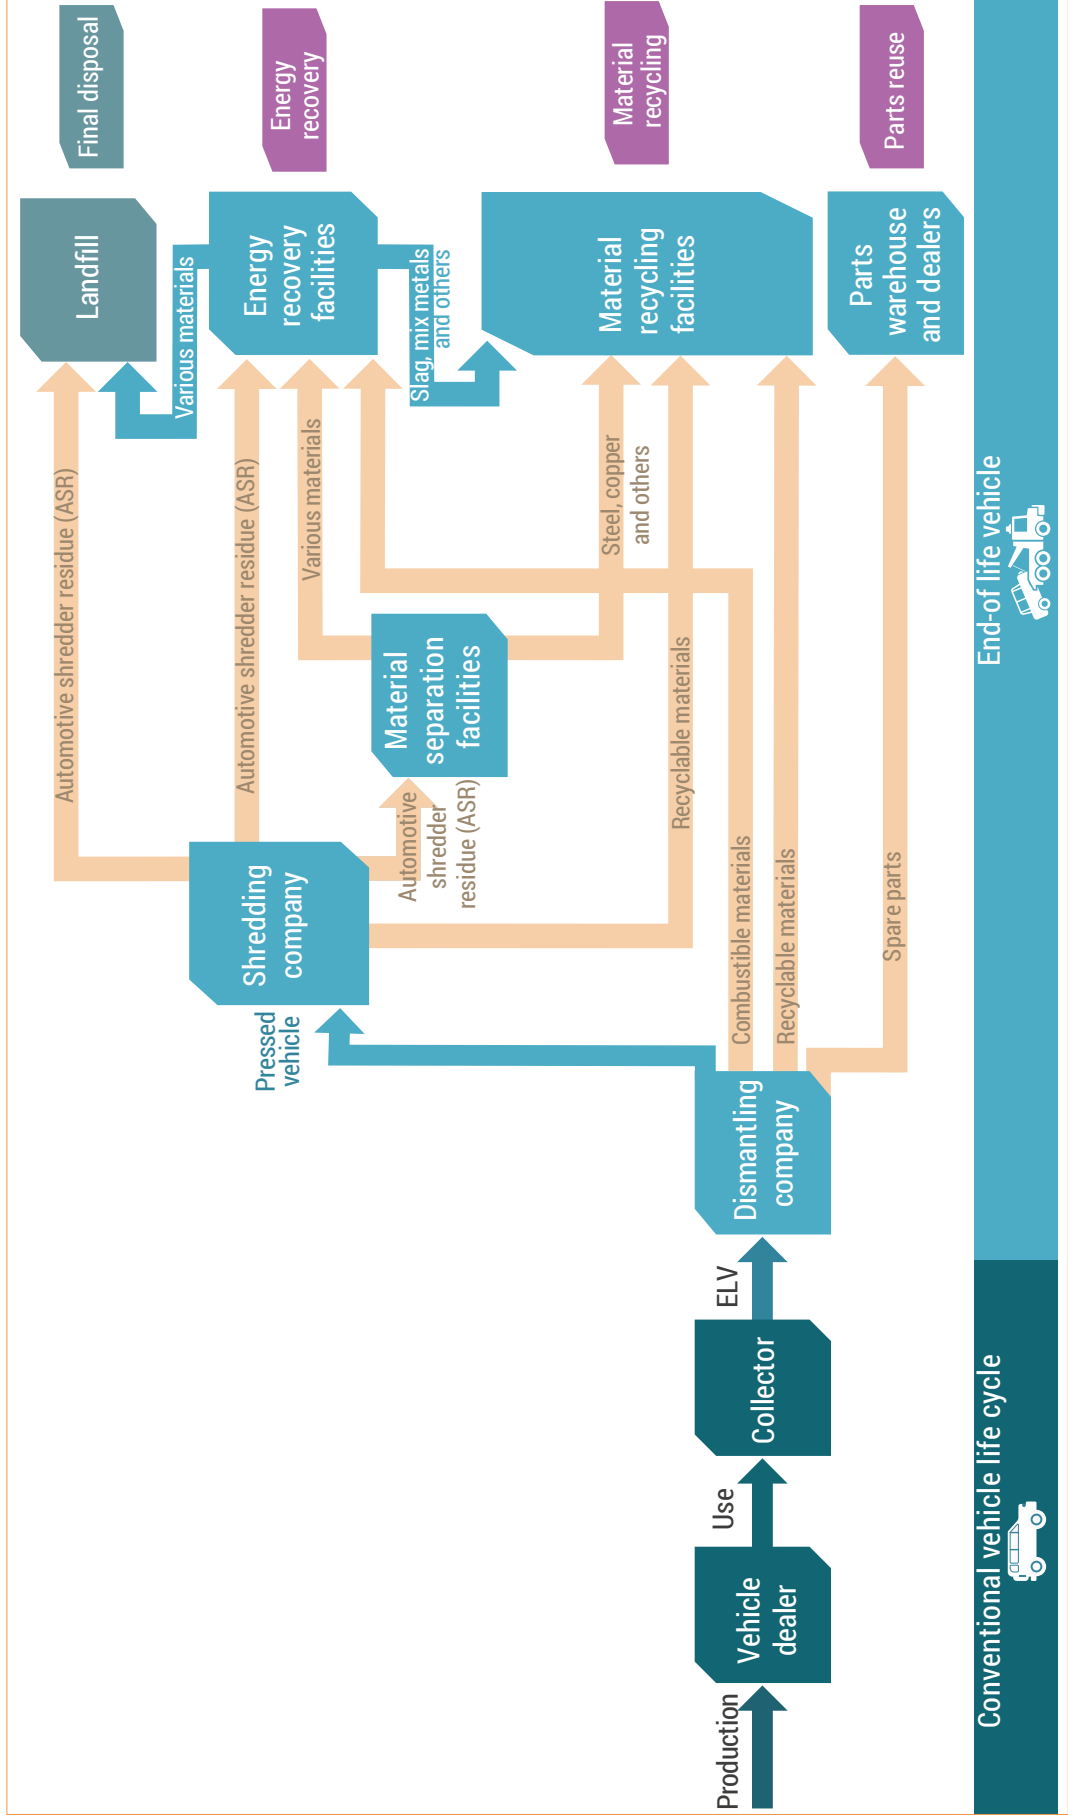 Production
Vehicle
dealer
Use
Collector
ELV
Dismantling
company
Pressed
vehicle
Shredding
company
Automotive shredder residue (ASR)
Automotive shredder residue (ASR)
Automotive
shredder
residue (ASR)
Material
separation
facilities
Various materials
Steel, copper
and others
Recyclable materials
Combustible materials
Recyclable materials
Spare parts
Various materials
Slag, mix metals
and others
Landfill
Energy
recovery
facilities
Material
recycling
facilities
Parts
warehouse
and dealers
Final disposal
Energy
recovery
Material
recycling
Parts reuse
Conventional vehicle life cycle
End-of life vehicle